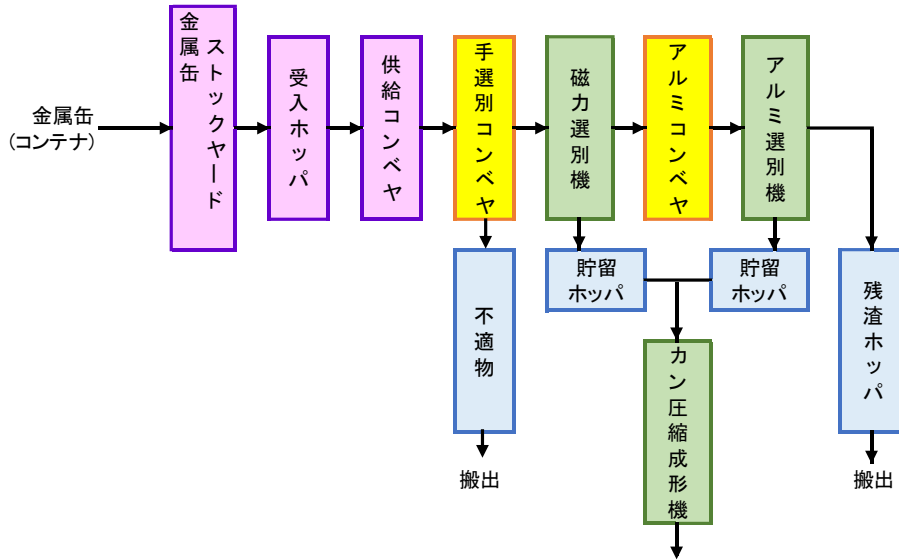 金属缶
(コンテナ)
金属缶
ストックヤード
受入ホッパ
供給コンベヤ
手選別コンベヤ
磁力選別機
アルミコンベヤ
アルミ選別機
不適物
貯留
ホッパ
貯留
ホッパ
残渣ホッパ
カン圧縮成形機
搬出
搬出